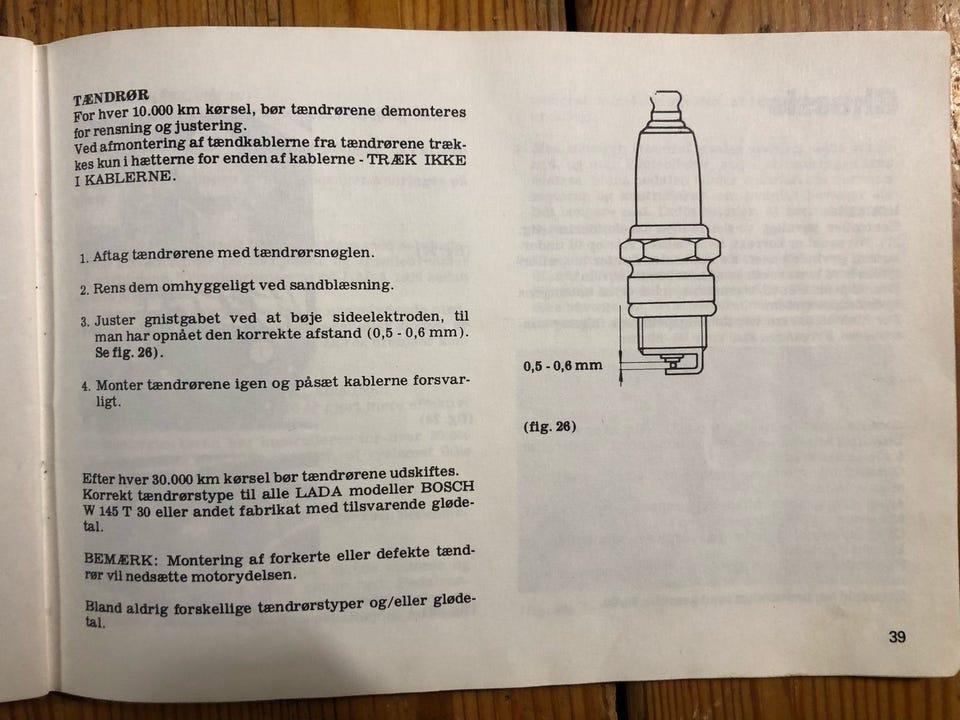 TÆNDRØR
For hver 10.000 km kørsel, bør tændrørene demonteres
for rensning og justering.
Ved afmontering af tændkablerne fra tændrørene træk-
kes kun i hætterne for enden af kablerne - TRÆK IKKE
I KABLERNE.
1. Aftag tændrørene med tændrørsnøglen.
2. Rens dem omhyggeligt ved sandblæsning.
3. Juster gnistgabet ved at bøje sideelektroden, til
man har opnået den korrekte afstand (0,5 - 0,6 mm).
Se fig. 26).
4. Monter tændrørene igen og påsæt kablerne forsvar-
ligt.
Efter hver 30.000 km kørsel bør tændrørene udskiftes.
Korrekt tændrørstype til alle LADA modeller BOSCH
W 145 T 30 eller andet fabrikat med tilsvarende gløde-
tal.
BEMÆRK: Montering af forkerte eller defekte tænd-
rør vil nedsætte motorydelsen.
Bland aldrig forskellige tændrørstyper og/eller gløde-
tal.
0,5 - 0,6 mm
(fig. 26)
39